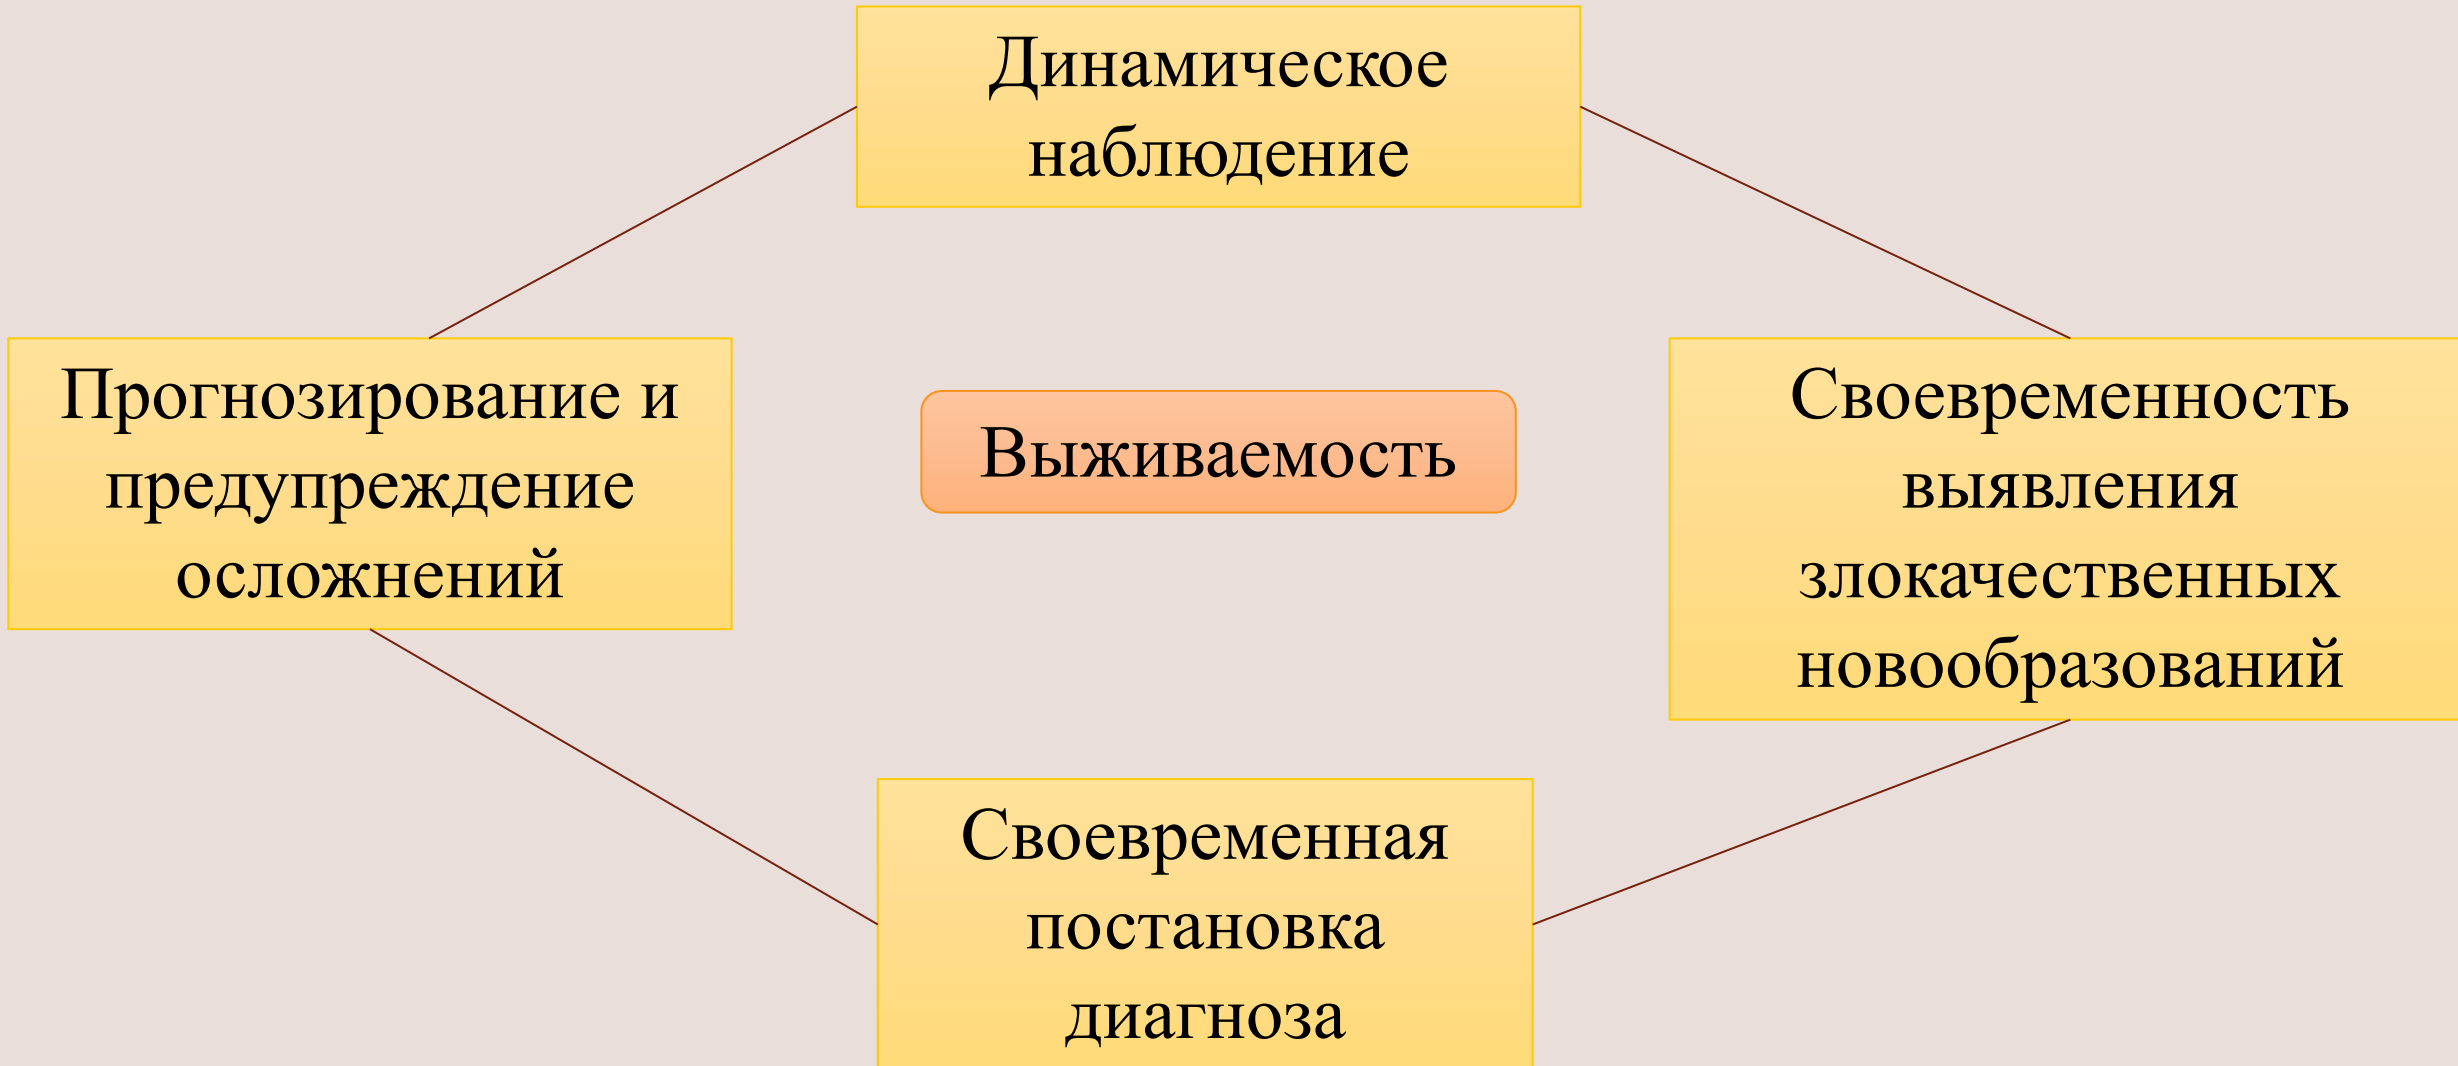 Динамическое
наблюдение
Прогнозирование и
предупреждение
осложнений
Выживаемость
Своевременность
выявления
злокачественных
новообразований
Своевременная
постановка
диагноза